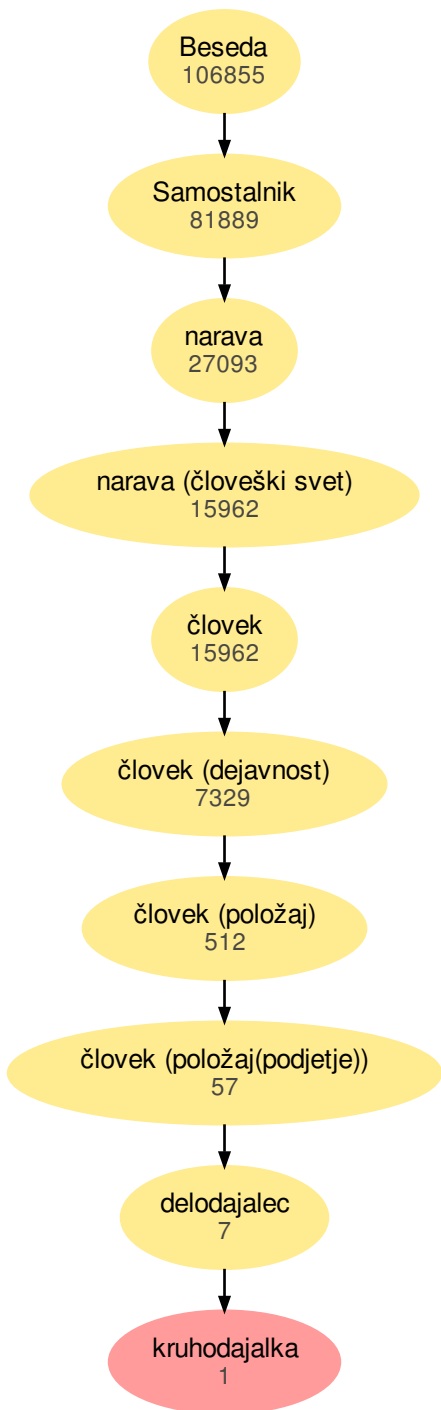 Beseda
106855
Samostalnik
81889
narava
27093
narava (človeški svet)
15962
človek
15962
človek (dejavnost)
7329
človek (položaj)
512
človek (položaj(podjetje))
57
delodajalec
7
kruhodajalka
1